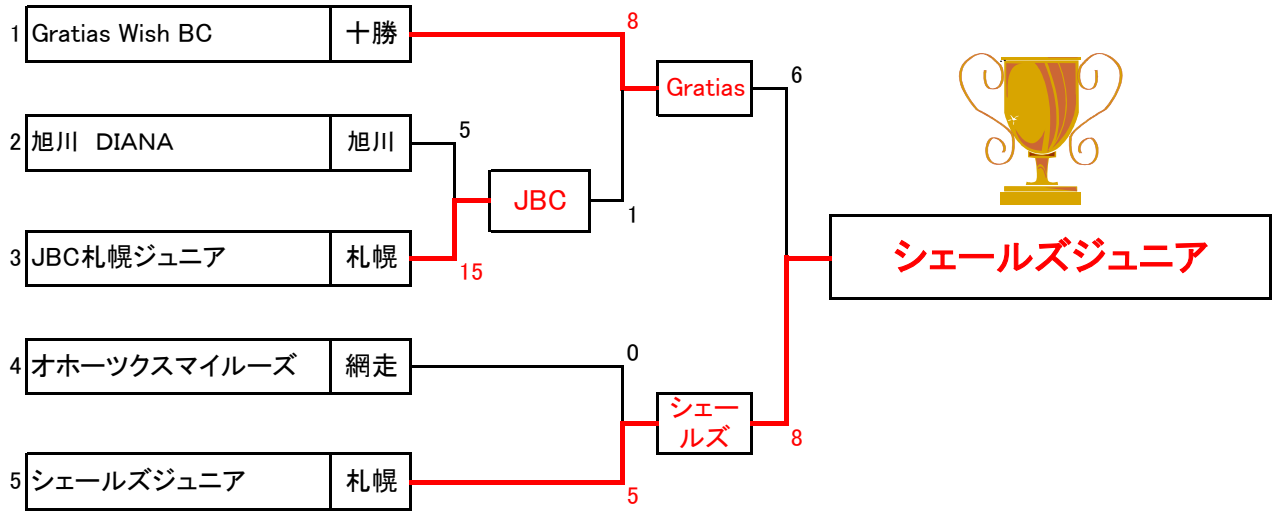 8
1 Gratias Wish BC 十勝
Gratias
6
2 旭川 DIANA 旭川
5
JBC
1
3 JBC札幌ジュニア 札幌
15
シェールズジュニア
4 オホーツクスマイルーズ 網走
0
シェー
ルズ
8
5 シェールズジュニア 札幌
5